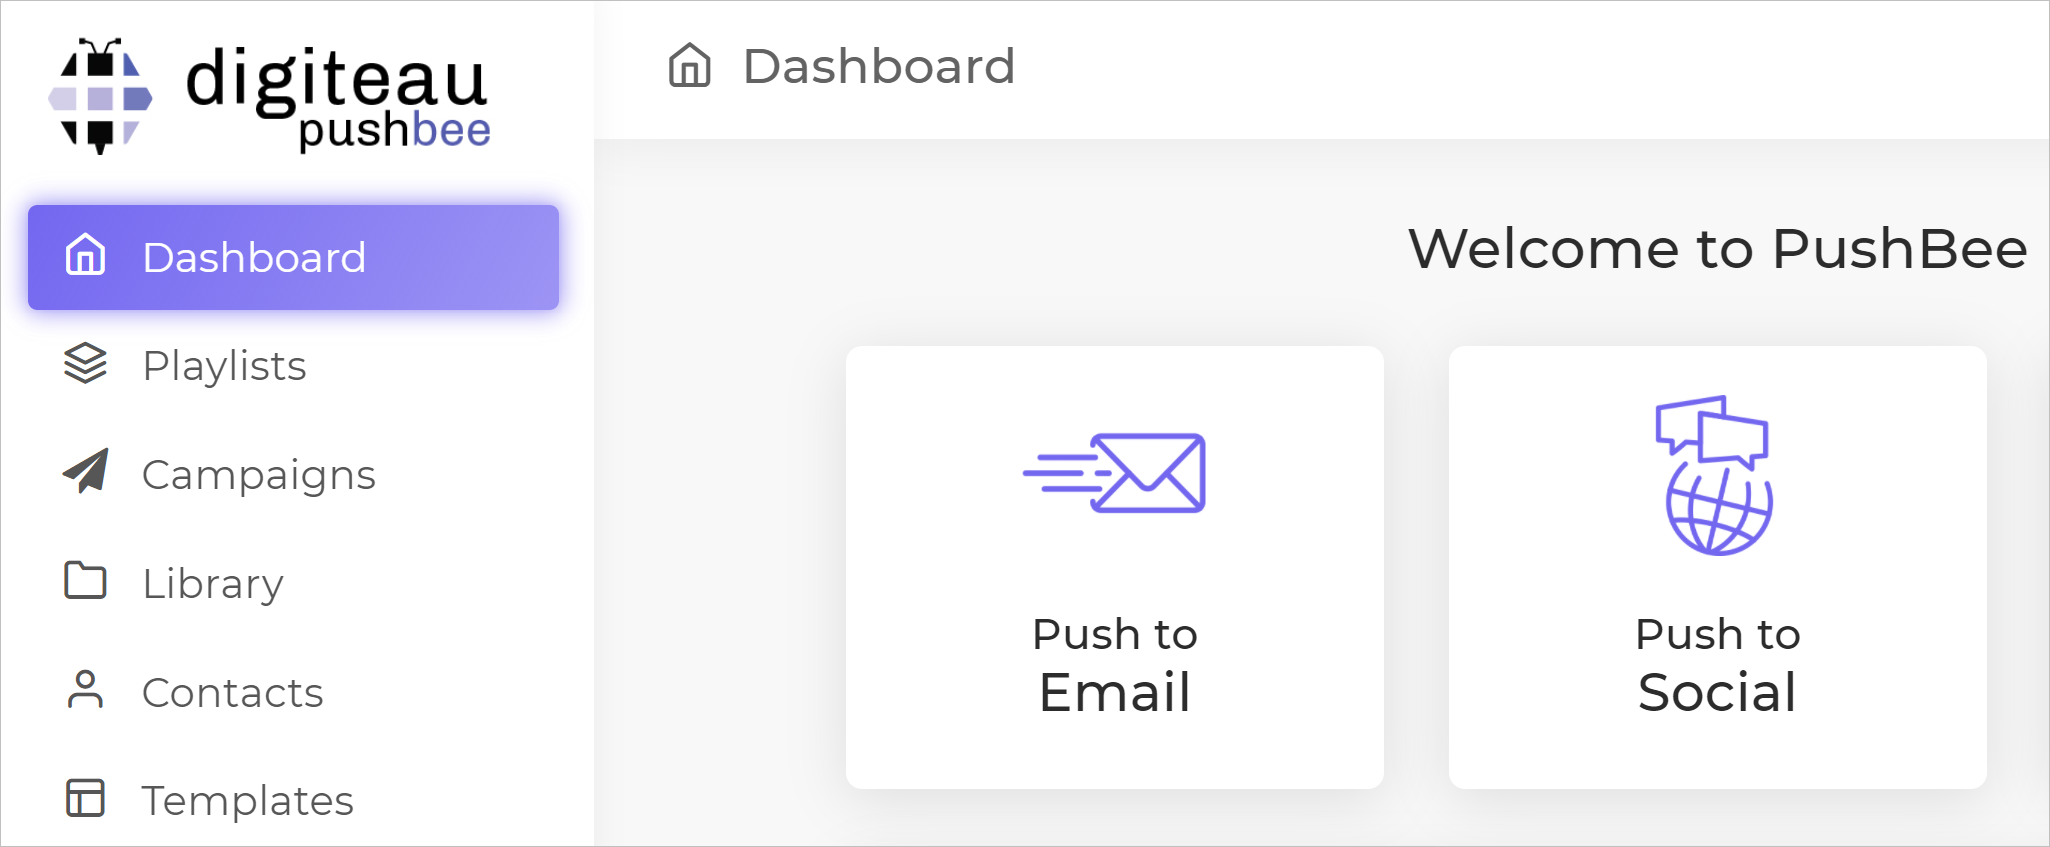 digiteau
pushbee
Dashboard
Playlists
Campaigns
Library
Contacts
Templates
Dashboard
Welcome to PushBee
Push to
Email
Push to
Social